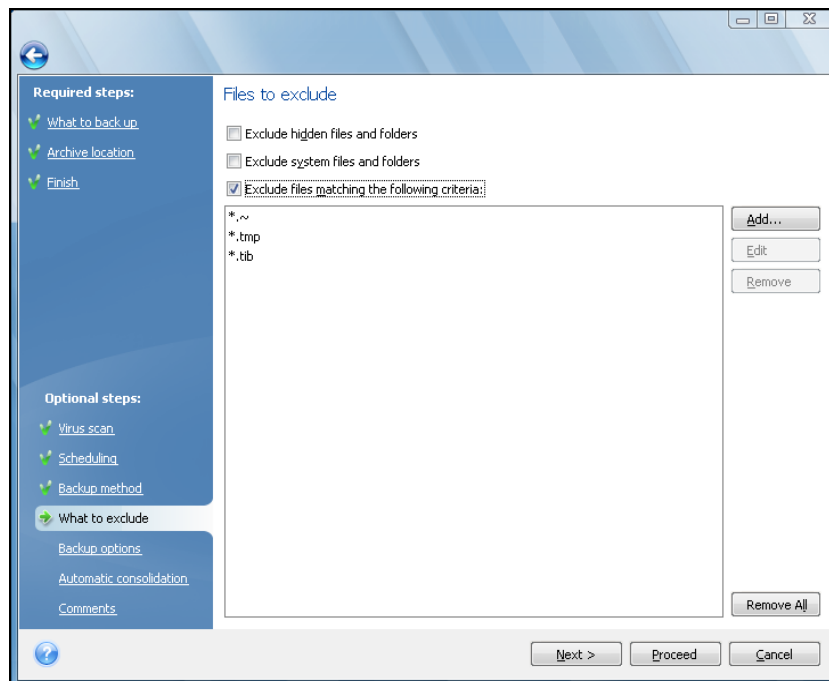 Required steps:
What to back up
Archive location
Finish
Optional steps:
Virus scan
Scheduling
Backup method
What to exclude
Backup options
Automatic consolidation
Comments
Files to exclude
Exclude hidden files and folders
Exclude system files and folders
Exclude files matching the following criteria:
*.~
*.tmp
*.tib
Add...
Edit
Remove
Remove All
?
Next >
Proceed
Cancel